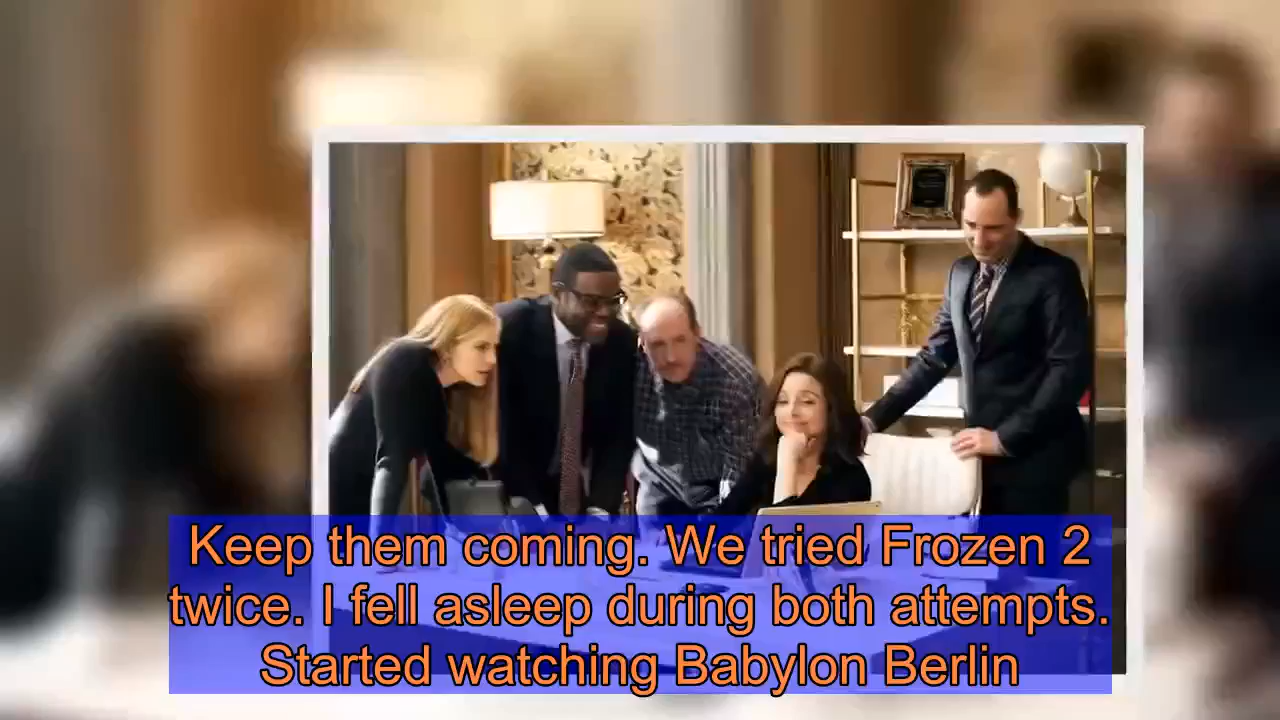 Keep them coming. We tried Frozen 2
twice. I fell asleep during both attempts.
Started watching Babylon Berlin